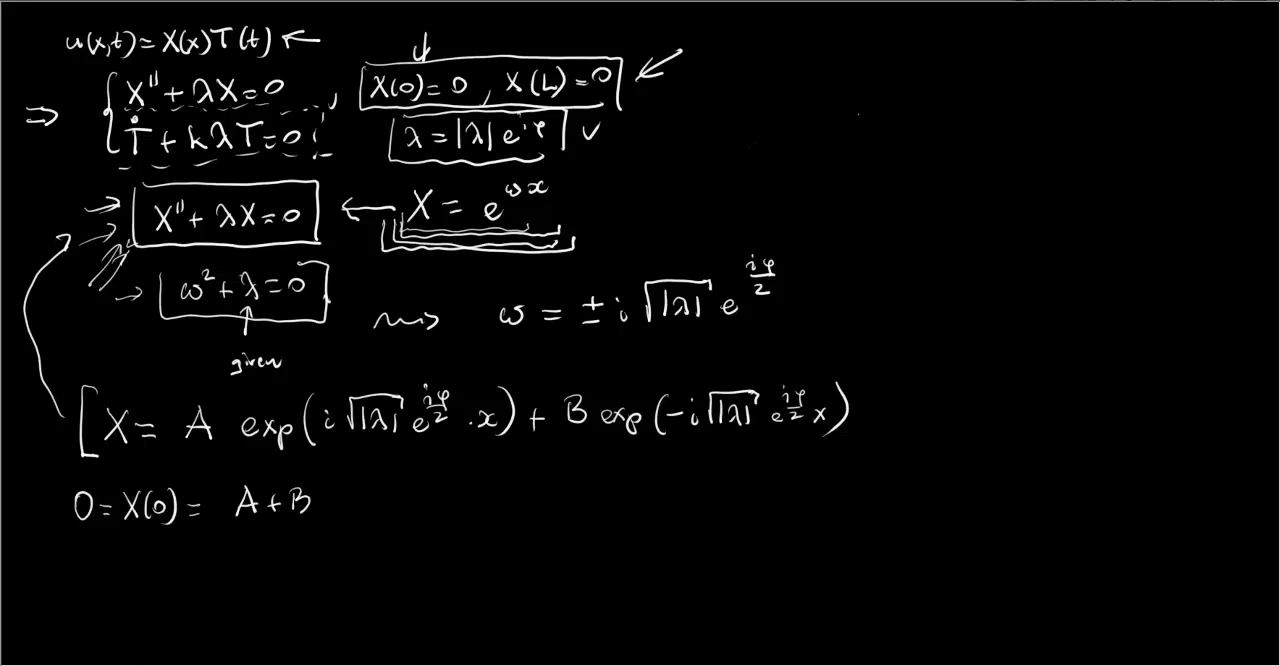 u(x,t) = X(x)T(t) ←
⇒ { X'' + λX = 0 , X(0) = 0 , X(L) = 0
Ṫ + kλT = 0 λ = |λ| e^{iφ} ✓
→ X'' + λX = 0 ← X = e^{ωx}
→ ω² + λ = 0
⇝ ω = ± i √|λ| e^{iφ/2}
↑
given
[ X = A exp(i √|λ| e^{iφ/2} · x) + B exp(-i √|λ| e^{iφ/2} x)
0 = X(0) = A + B